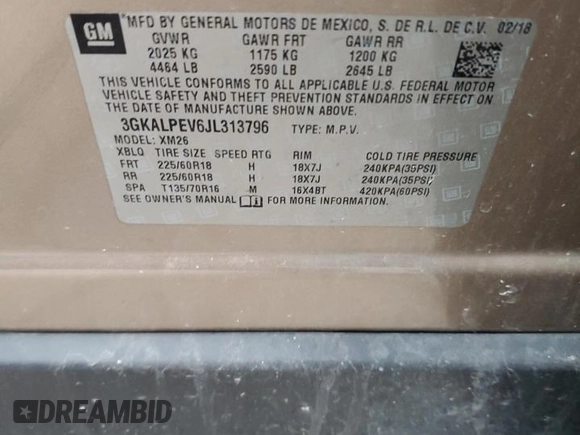 GM
*MFD BY GENERAL MOTORS DE MEXICO, S. DE R.L. DE C.V. 02/18
GVWR GAWR FRT GAWR RR
2025 KG 1175 KG 1200 KG
4464 LB 2590 LB 2645 LB*
THIS VEHICLE CONFORMS TO ALL APPLICABLE U.S. FEDERAL MOTOR
VEHICLE SAFETY AND THEFT PREVENTION STANDARDS IN EFFECT ON
THE DATE OF MANUFACTURE SHOWN ABOVE.
3GKALPEV6JL313796 TYPE: M.P.V.
MODEL: XM26
XBLQ TIRE SIZE SPEED RTG RIM COLD TIRE PRESSURE
FRT 225/60R18 H 18X7J 240KPA(35PSI)
RR 225/60R18 H 18X7J 240KPA(35PSI)
SPA T135/70R16 M 16X4BT 420KPA(60PSI)
SEE OWNER'S MANUAL FOR MORE INFORMATION.
DREAMBID